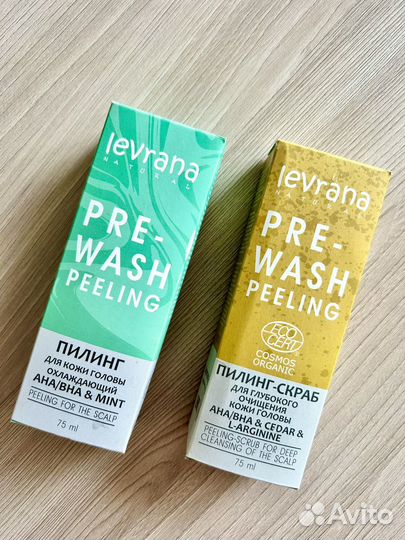 levrana
NATURAL
PRE-
WASH
PEELING
ПИЛИНГ
ДЛЯ КОЖИ ГОЛОВЫ
ОХЛАЖДАЮЩИЙ
AHA/BHA & MINT
PEELING FOR THE SCALP
75 ml
levrana
NATURAL
PRE-
WASH
PEELING
ECO
CERT
COSMOS
ORGANIC
ПИЛИНГ-СКРАБ
ДЛЯ ГЛУБОКОГО
ОЧИЩЕНИЯ
КОЖИ ГОЛОВЫ
AHA/BHA & CEDAR &
L-ARGININE
PEELING-SCRUB FOR DEEP
CLEANSING OF THE SCALP
75 ml
Avito